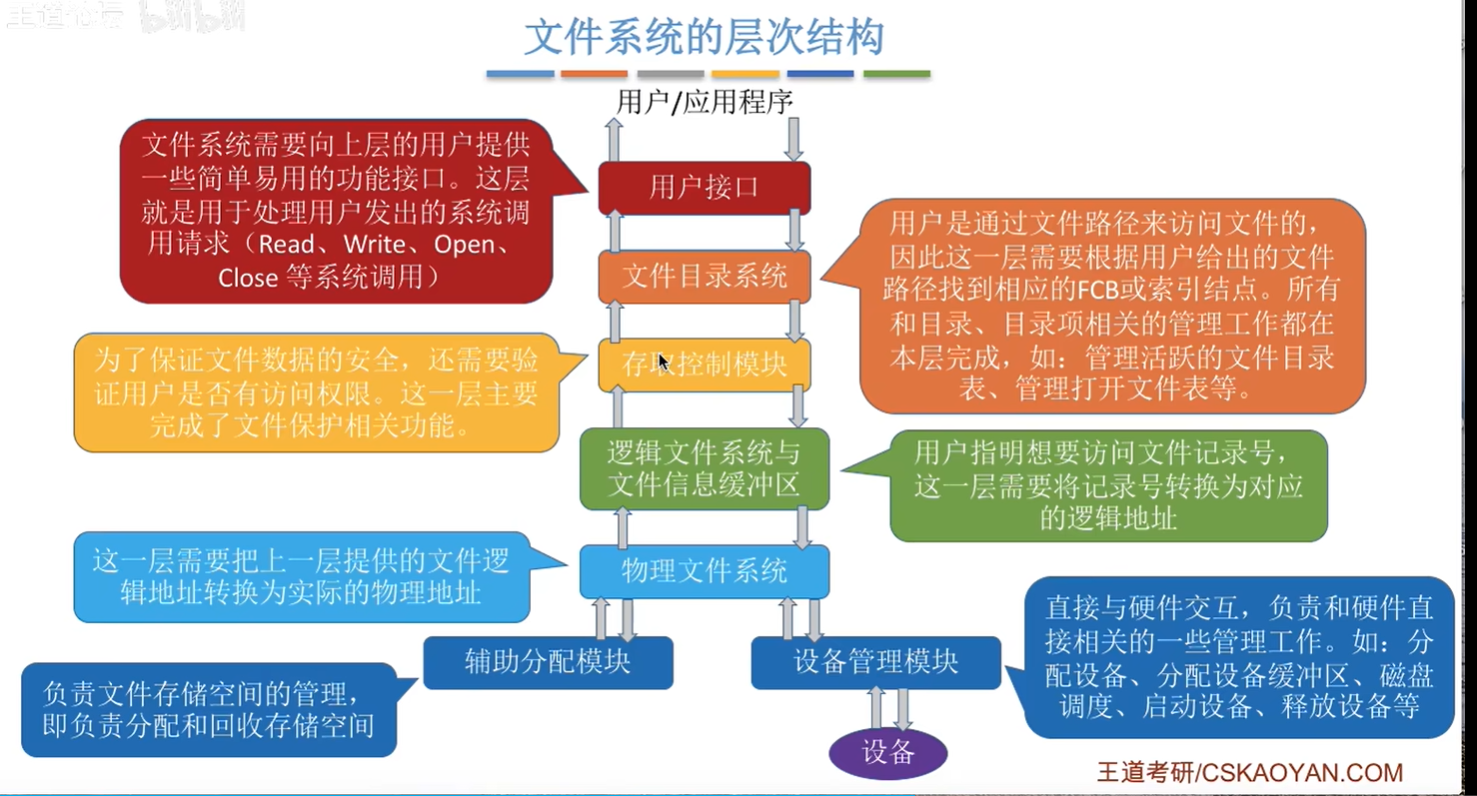 王道论坛 bilibili
文件系统的层次结构
用户/应用程序
文件系统需要向上层的用户提供
一些简单易用的功能接口。这层
就是用于处理用户发出的系统调
用请求（Read、Write、Open、
Close 等系统调用）
用户接口
用户是通过文件路径来访问文件的，
因此这一层需要根据用户给出的文件
路径找到相应的FCB或索引结点。所有
和目录、目录项相关的管理工作都在
本层完成，如：管理活跃的文件目录
表、管理打开文件表等。
文件目录系统
为了保证文件数据的安全，还需要验
证用户是否有访问权限。这一层主要
完成了文件保护相关功能。
存取控制模块
逻辑文件系统与
文件信息缓冲区
用户指明想要访问文件记录号，
这一层需要将记录号转换为对应
的逻辑地址
这一层需要把上一层提供的文件逻
辑地址转换为实际的物理地址
物理文件系统
辅助分配模块
设备管理模块
直接与硬件交互，负责和硬件直
接相关的一些管理工作。如：分
配设备、分配设备缓冲区、磁盘
调度、启动设备、释放设备等
负责文件存储空间的管理，
即负责分配和回收存储空间
设备
王道考研/CSKAOYAN.COM